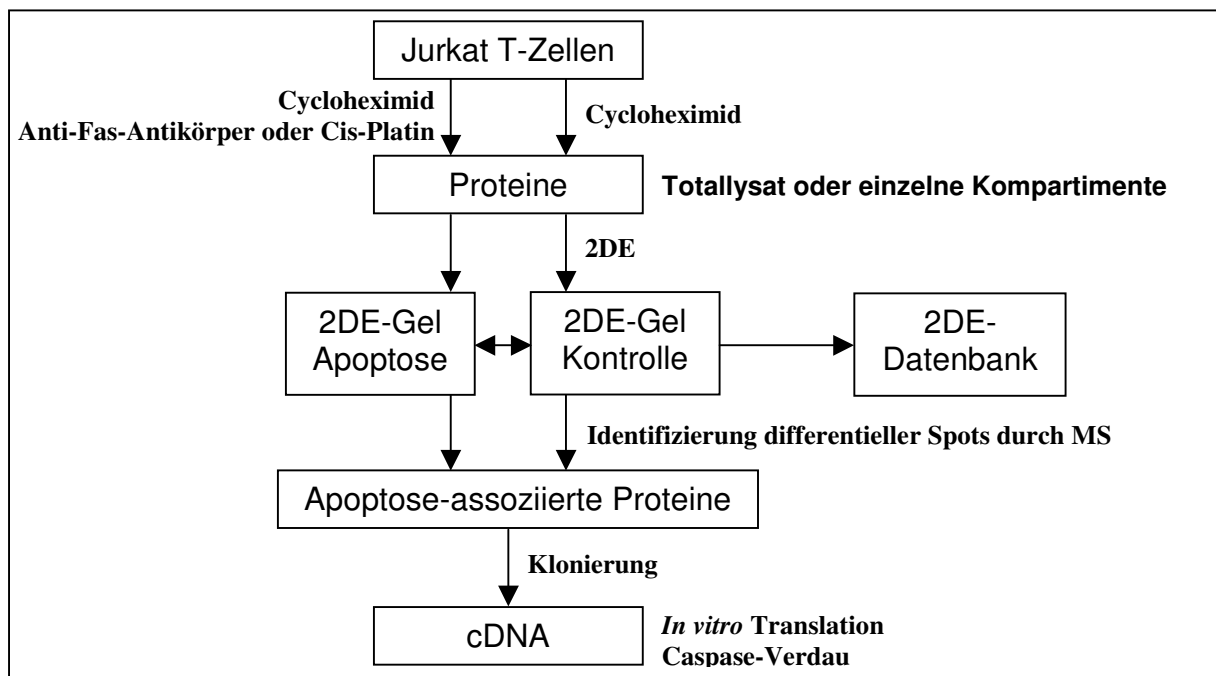 Jurkat T-Zellen
Cycloheximid
Anti-Fas-Antikörper oder Cis-Platin
Cycloheximid
Proteine
Totallysat oder einzelne Kompartimente
2DE
2DE-Gel
Apoptose
2DE-Gel
Kontrolle
2DE-
Datenbank
Identifizierung differentieller Spots durch MS
Apoptose-assoziierte Proteine
Klonierung
cDNA
In vitro Translation
Caspase-Verdau